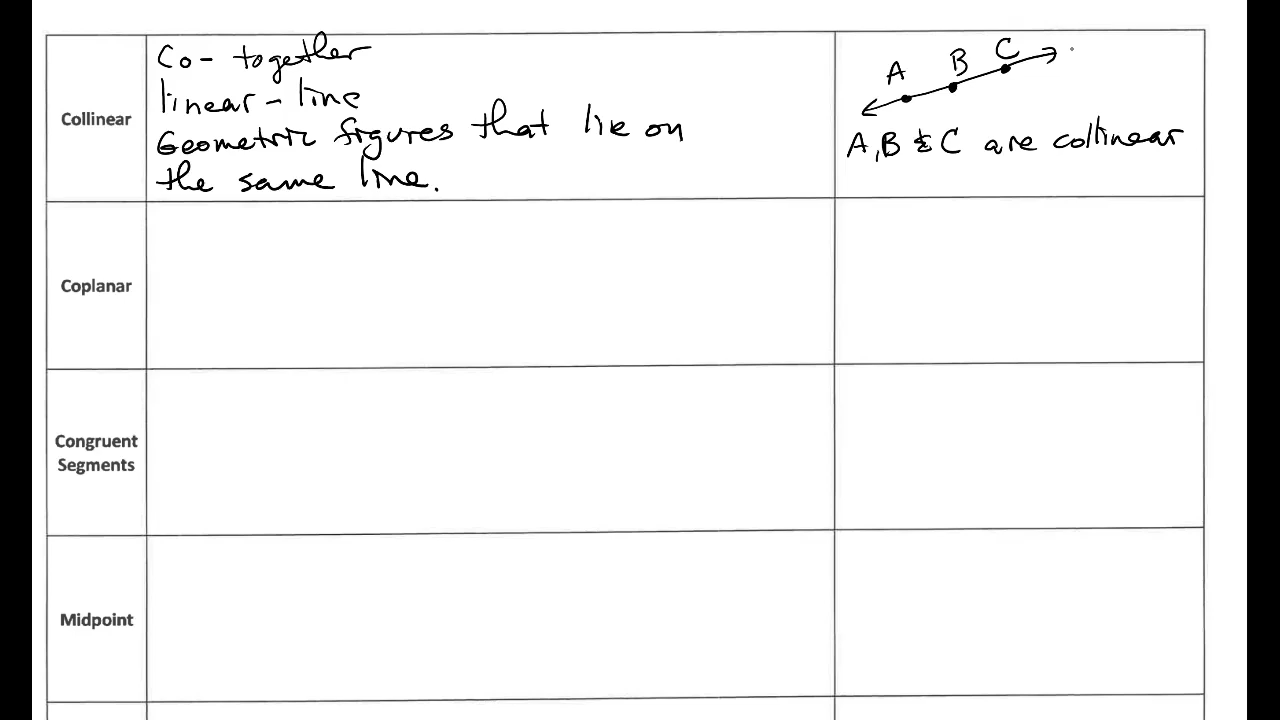 Collinear
Co- together
linear - line
Geometric figures that lie on
the same line.
A B C
A, B & C are collinear
Coplanar
Congruent
Segments
Midpoint